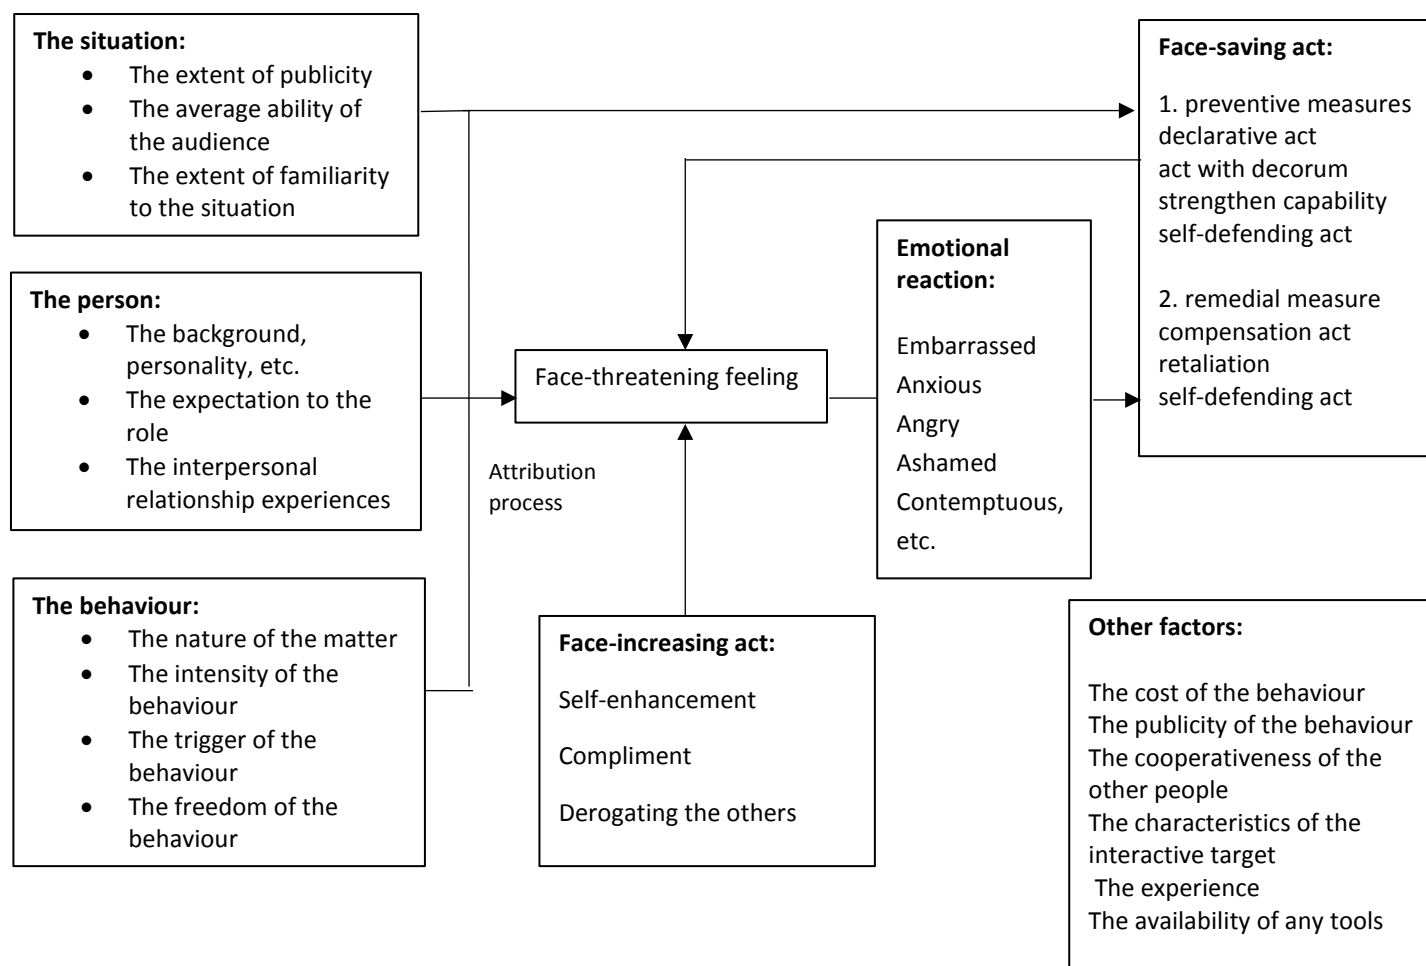 The situation:
• The extent of publicity
• The average ability of
the audience
• The extent of familiarity
to the situation
The person:
• The background,
personality, etc.
• The expectation to the
role
• The interpersonal
relationship experiences
The behaviour:
• The nature of the matter
• The intensity of the
behaviour
• The trigger of the
behaviour
• The freedom of the
behaviour
Attribution
process
Face-threatening feeling
Face-increasing act:
Self-enhancement
Compliment
Derogating the others
Emotional
reaction:
Embarrassed
Anxious
Angry
Ashamed
Contemptuous,
etc.
Face-saving act:
1. preventive measures
declarative act
act with decorum
strengthen capability
self-defending act
2. remedial measure
compensation act
retaliation
self-defending act
Other factors:
The cost of the behaviour
The publicity of the behaviour
The cooperativeness of the
other people
The characteristics of the
interactive target
The experience
The availability of any tools